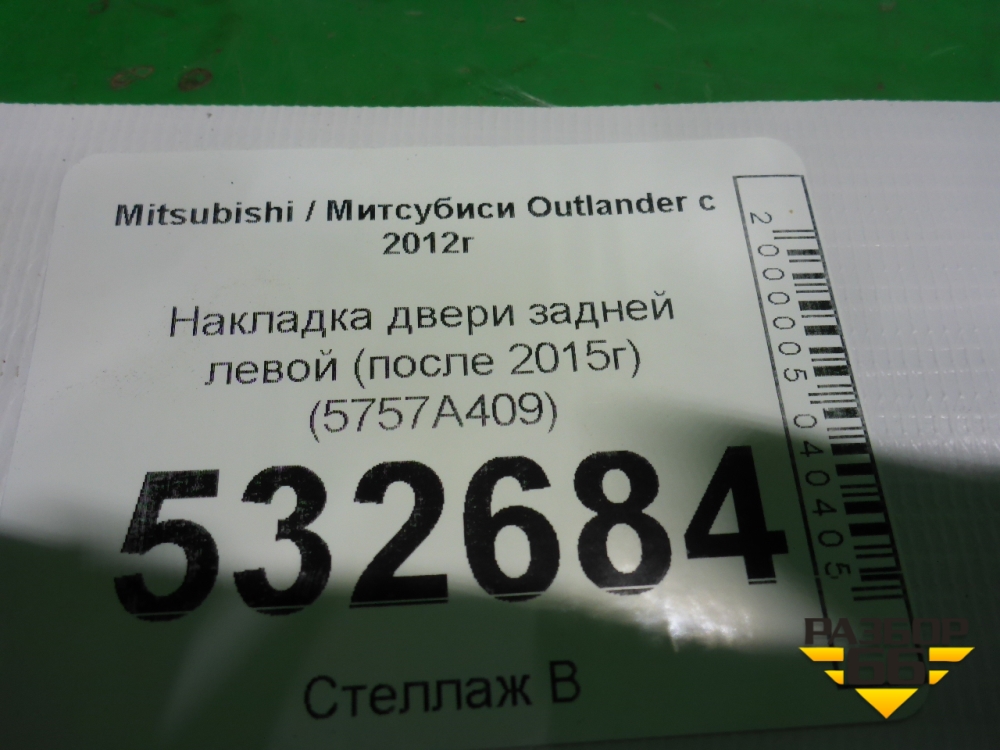 Mitsubishi / Митсубиси Outlander с
2012г
Накладка двери задней
левой (после 2015г)
(5757A409)
532684
Стеллаж В
2000005040405
РАЗБОР
66